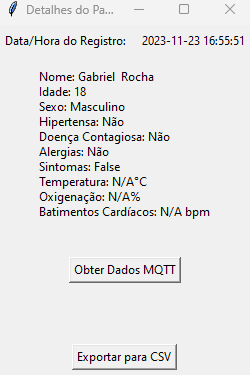 Detalhes do Pa...
Data/Hora do Registro: 2023-11-23 16:55:51
Nome: Gabriel Rocha
Idade: 18
Sexo: Masculino
Hipertensa: Não
Doença Contagiosa: Não
Alergias: Não
Sintomas: False
Temperatura: N/A°C
Oxigenação: N/A%
Batimentos Cardíacos: N/A bpm
Obter Dados MQTT
Exportar para CSV